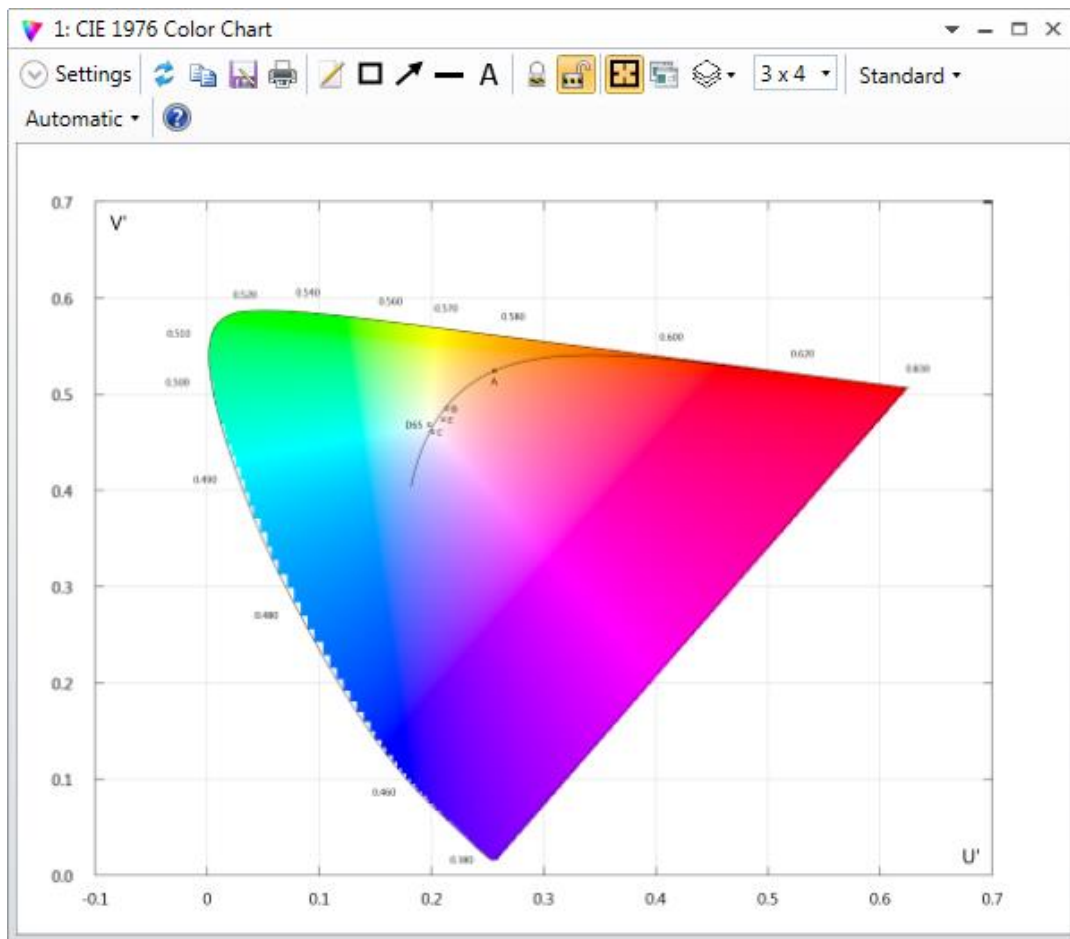 1: CIE 1976 Color Chart
Settings A 3 x 4 Standard
Automatic ?
0.7
V'
0.6
0.520 0.540 0.560 0.570 0.580
0.510 0.600 0.620
0.500 0.830
0.5
A
B
E
D65 C
0.490
0.4
0.3
0.480
0.2
0.1
0.460
0.380
U'
0.0
-0.1 0 0.1 0.2 0.3 0.4 0.5 0.6 0.7